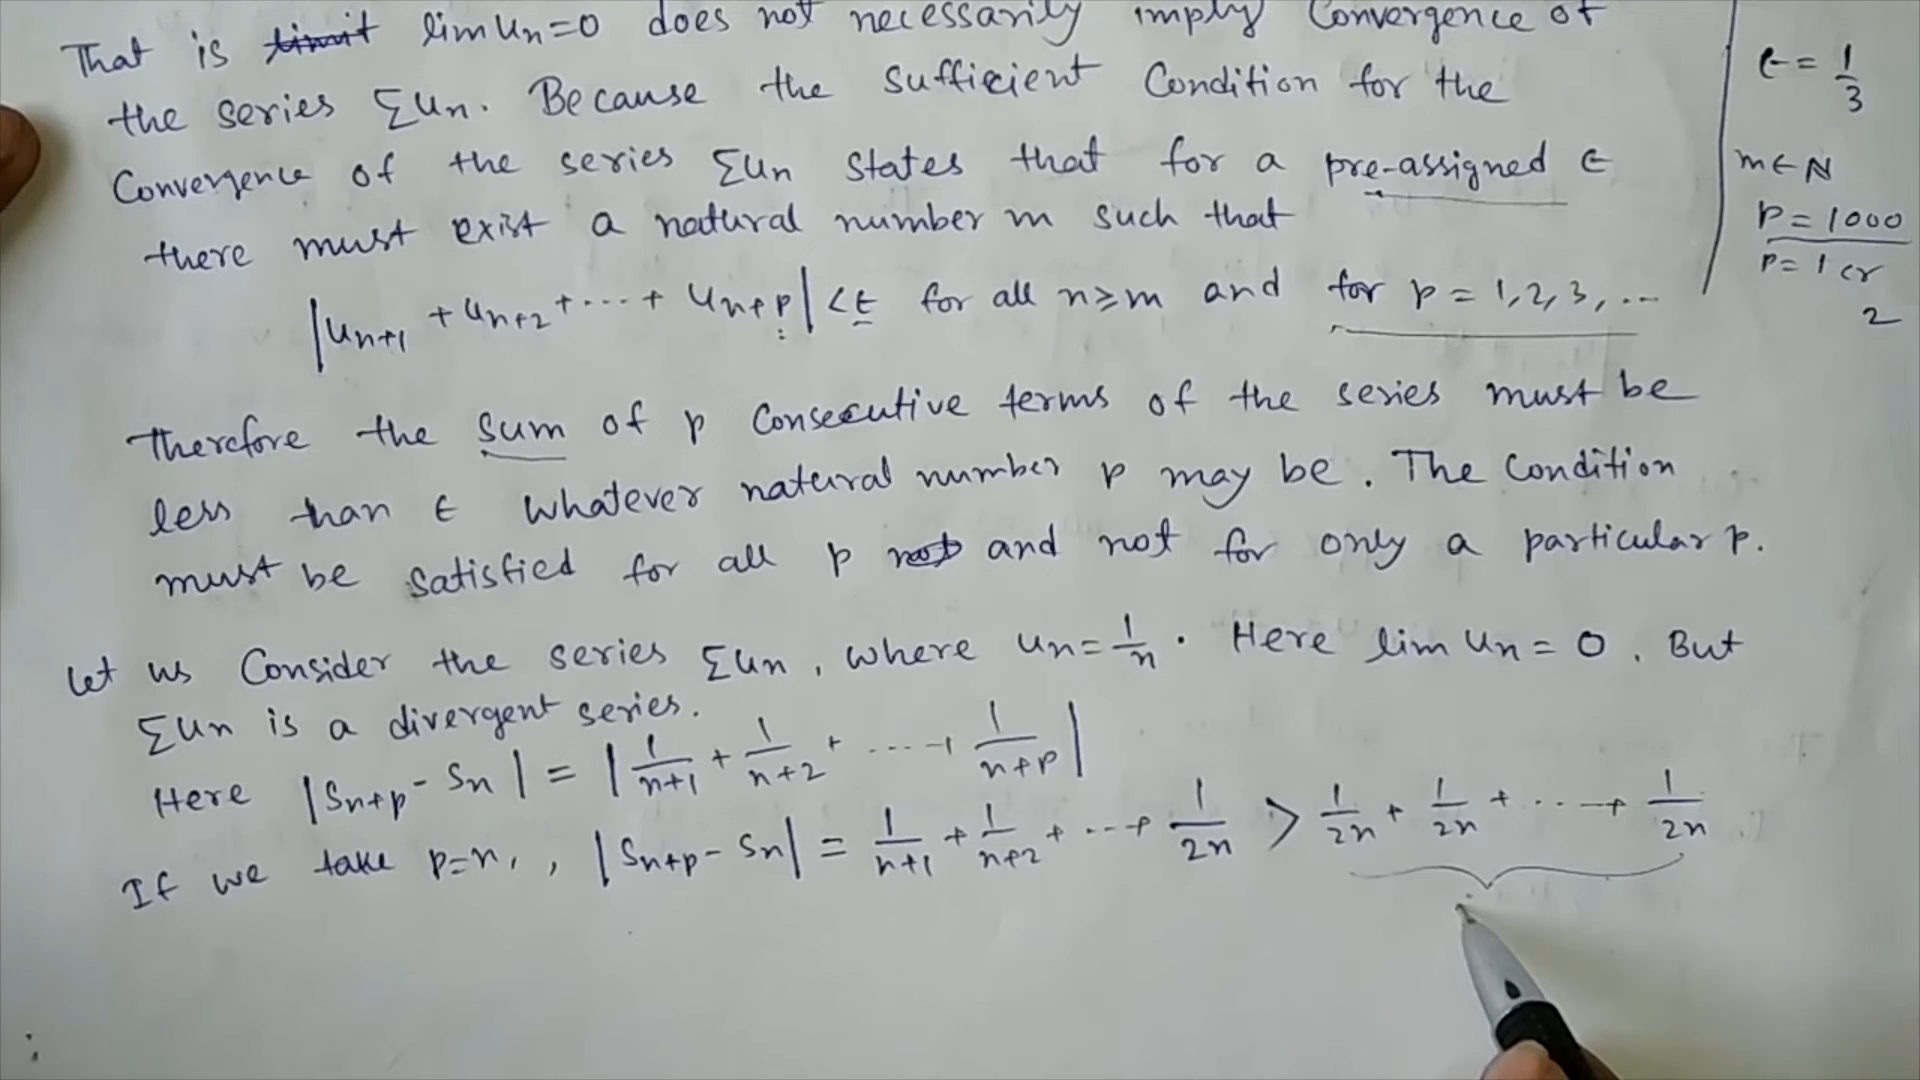 That is limit lim un=0 does not necessarily imply Convergence of
the series Σun. Because the sufficient Condition for the
Convergence of the series Σun states that for a pre-assigned ϵ
there must exist a natural number m such that
|un+1 + un+2 + ... + un+p| < ϵ for all n≥m and for p = 1,2,3,...
Therefore the sum of p consecutive terms of the series must be
less than ϵ whatever natural number p may be. The Condition
must be satisfied for all p not and not for only a particular p.
Let us Consider the series Σun, where un=1/n. Here lim un = 0. But
Σun is a divergent series.
Here |Sn+p - Sn| = |1/n+1 + 1/n+2 + ... + 1/n+p|
If we take p=n, , |Sn+p - Sn| = 1/n+1 + 1/n+2 + ... + 1/2n > 1/2n + 1/2n + ... + 1/2n
ϵ = 1/3
m∈N
p = 1000
p = 1 cr
2